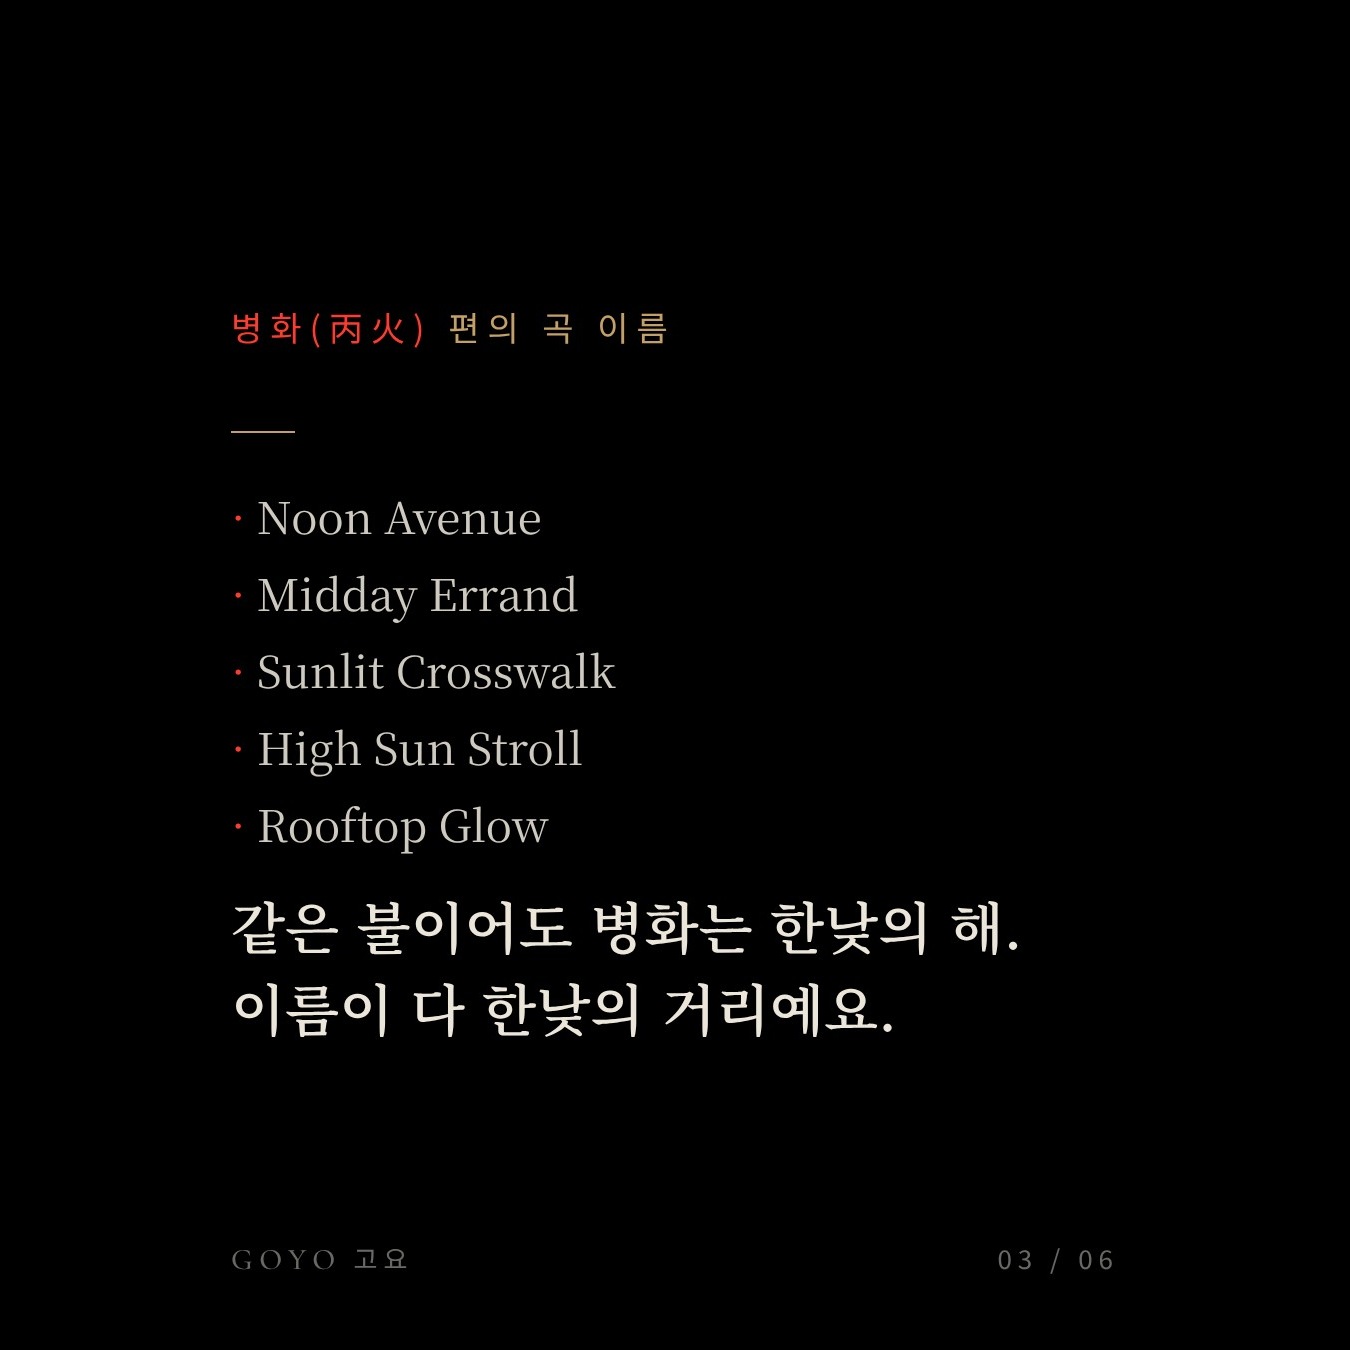 병화(丙火) 편의 곡 이름
· Noon Avenue
· Midday Errand
· Sunlit Crosswalk
· High Sun Stroll
· Rooftop Glow
같은 불이어도 병화는 한낮의 해.
이름이 다 한낮의 거리예요.
GOYO 고요
03 / 06